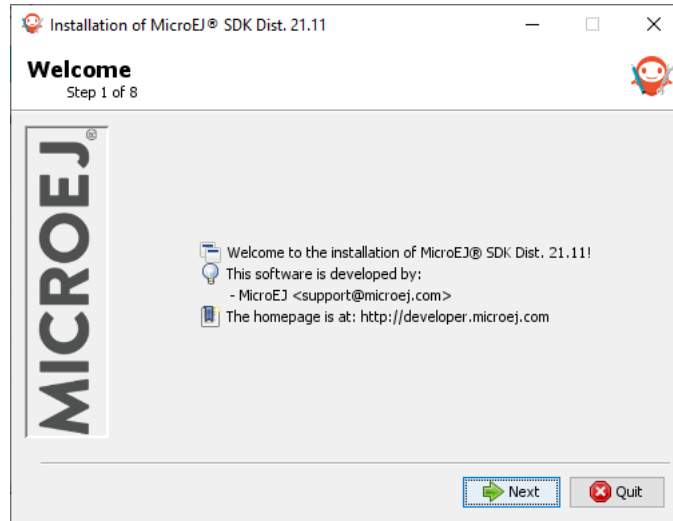 Installation of MicroEJ® SDK Dist. 21.11
Welcome
Step 1 of 8
MICROEJ®
Welcome to the installation of MicroEJ® SDK Dist. 21.11!
This software is developed by:
- MicroEJ <support@microej.com>
The homepage is at: http://developer.microej.com
Next
Quit